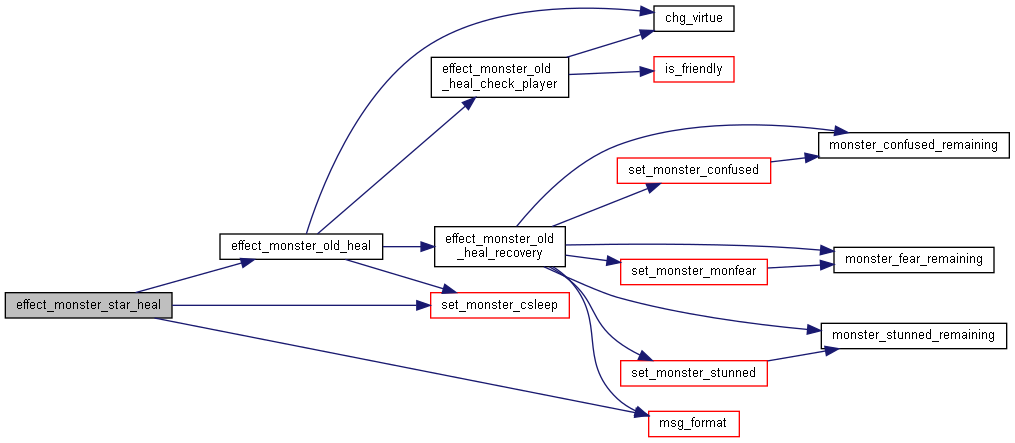 chg_virtue
effect_monster_old
_heal_check_player
is_friendly
monster_confused_remaining
set_monster_confused
effect_monster_old_heal
effect_monster_old
_heal_recovery
monster_fear_remaining
set_monster_monfear
effect_monster_star_heal
set_monster_csleep
monster_stunned_remaining
set_monster_stunned
msg_format